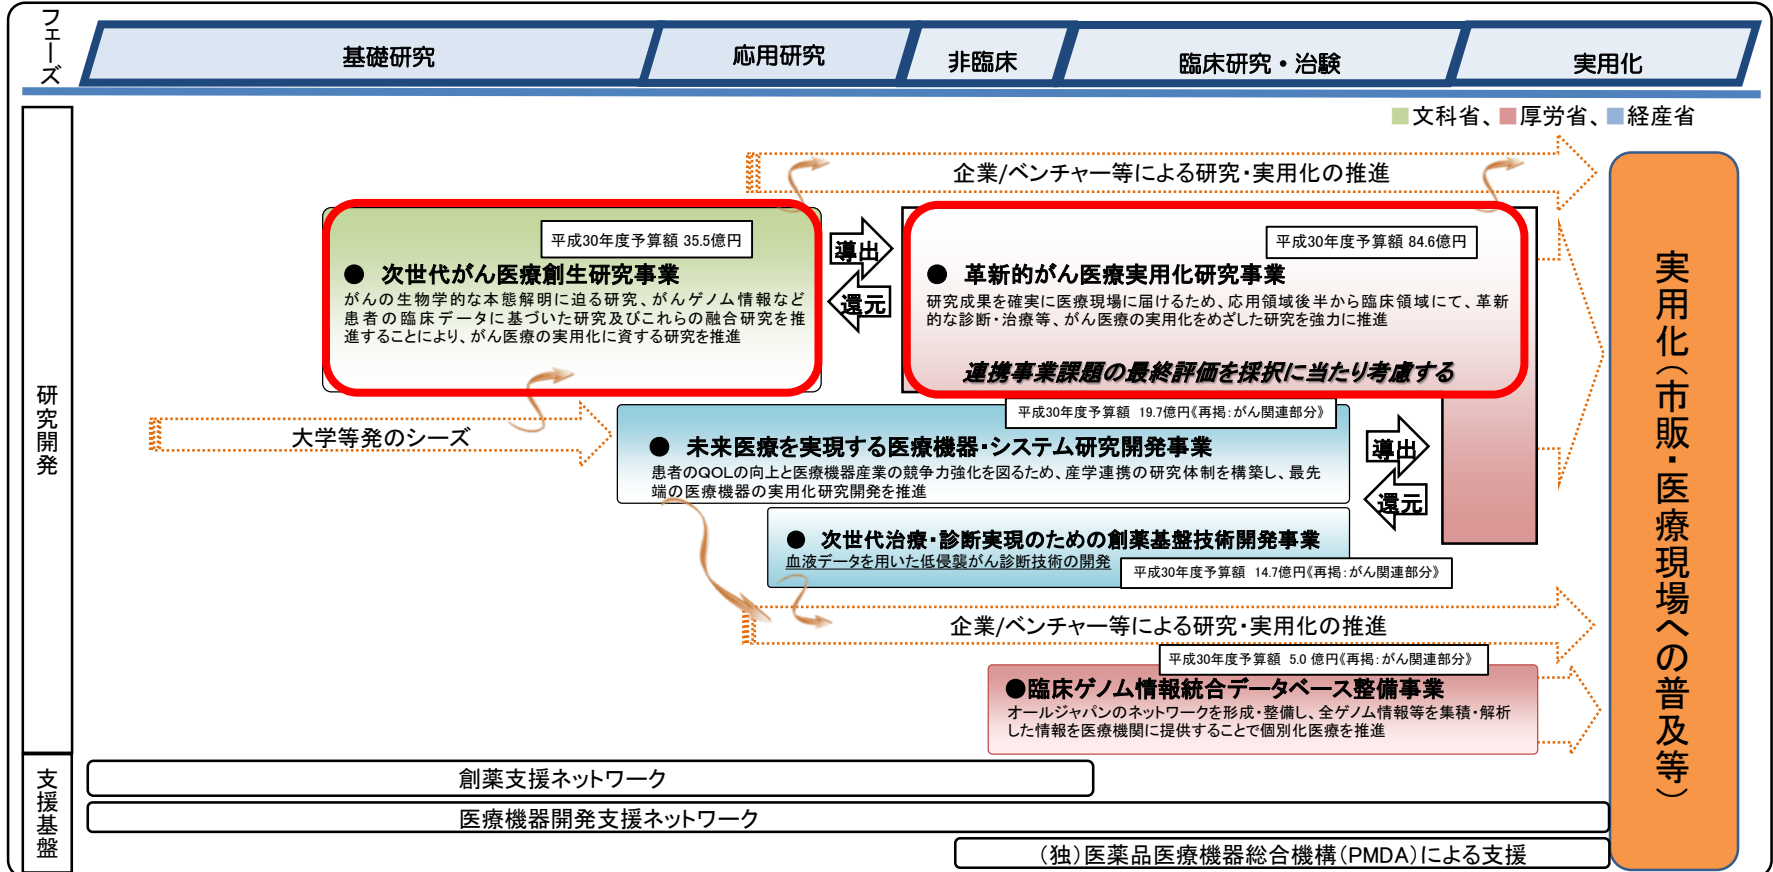 フェーズ
基礎研究
応用研究
非臨床
臨床研究・治験
実用化
■文科省、■厚労省、■経産省
研究開発
企業/ベンチャー等による研究・実用化の推進
平成30年度予算額 35.5億円
● 次世代がん医療創生研究事業
がんの生物学的な本態解明に迫る研究、がんゲノム情報など
患者の臨床データに基づいた研究及びこれらの融合研究を推
進することにより、がん医療の実用化に資する研究を推進
導出
還元
平成30年度予算額 84.6億円
● 革新的がん医療実用化研究事業
研究成果を確実に医療現場に届けるため、応用領域後半から臨床領域にて、革新
的な診断・治療等、がん医療の実用化をめざした研究を強力に推進
連携事業課題の最終評価を採択に当たり考慮する
大学等発のシーズ
平成30年度予算額 19.7億円《再掲：がん関連部分》
● 未来医療を実現する医療機器・システム研究開発事業
患者のQOLの向上と医療機器産業の競争力強化を図るため、産学連携の研究体制を構築し、最先
端の医療機器の実用化研究開発を推進
導出
還元
● 次世代治療・診断実現のための創薬基盤技術開発事業
血液データを用いた低侵襲がん診断技術の開発
平成30年度予算額 14.7億円《再掲：がん関連部分》
企業/ベンチャー等による研究・実用化の推進
平成30年度予算額 5.0 億円《再掲：がん関連部分》
●臨床ゲノム情報統合データベース整備事業
オールジャパンのネットワークを形成・整備し、全ゲノム情報等を集積・解析
した情報を医療機関に提供することで個別化医療を推進
実用化（市販・医療現場への普及等）
支援基盤
創薬支援ネットワーク
医療機器開発支援ネットワーク
（独）医薬品医療機器総合機構（PMDA）による支援